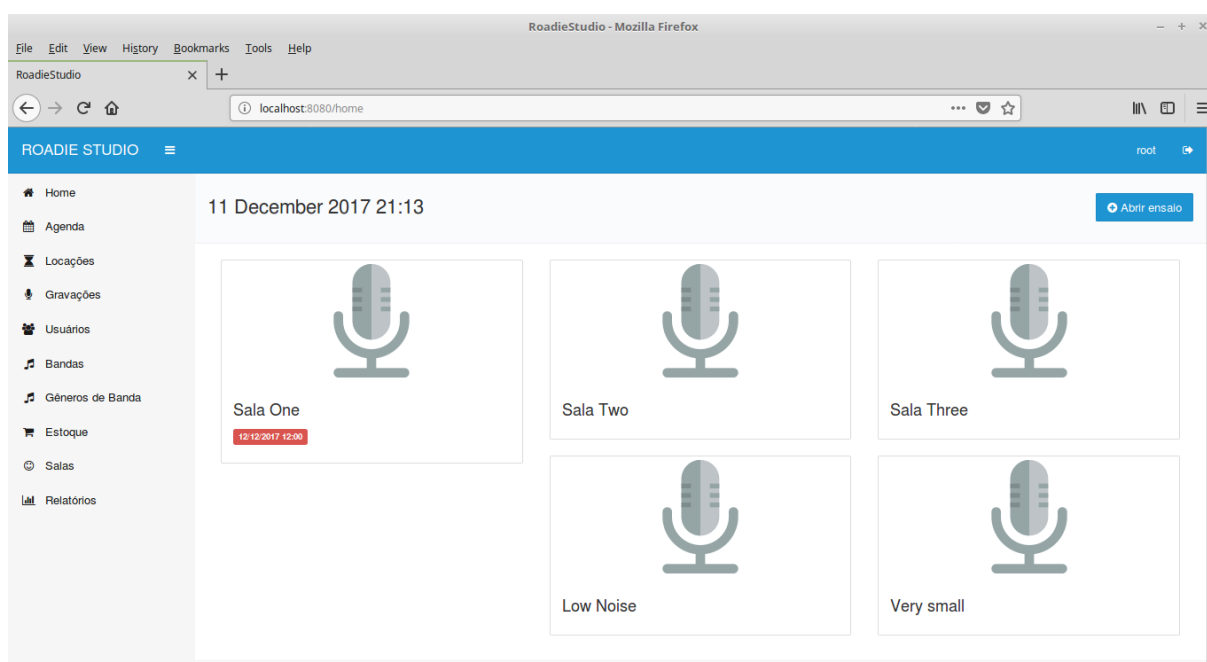 RoadieStudio - Mozilla Firefox
File Edit View History Bookmarks Tools Help
RoadieStudio
localhost:8080/home
ROADIE STUDIO
root
Home
Agenda
Locações
Gravações
Usuários
Bandas
Gêneros de Banda
Estoque
Salas
Relatórios
11 December 2017 21:13
Abrir ensaio
Sala One
12/12/2017 12:00
Sala Two
Sala Three
Low Noise
Very small